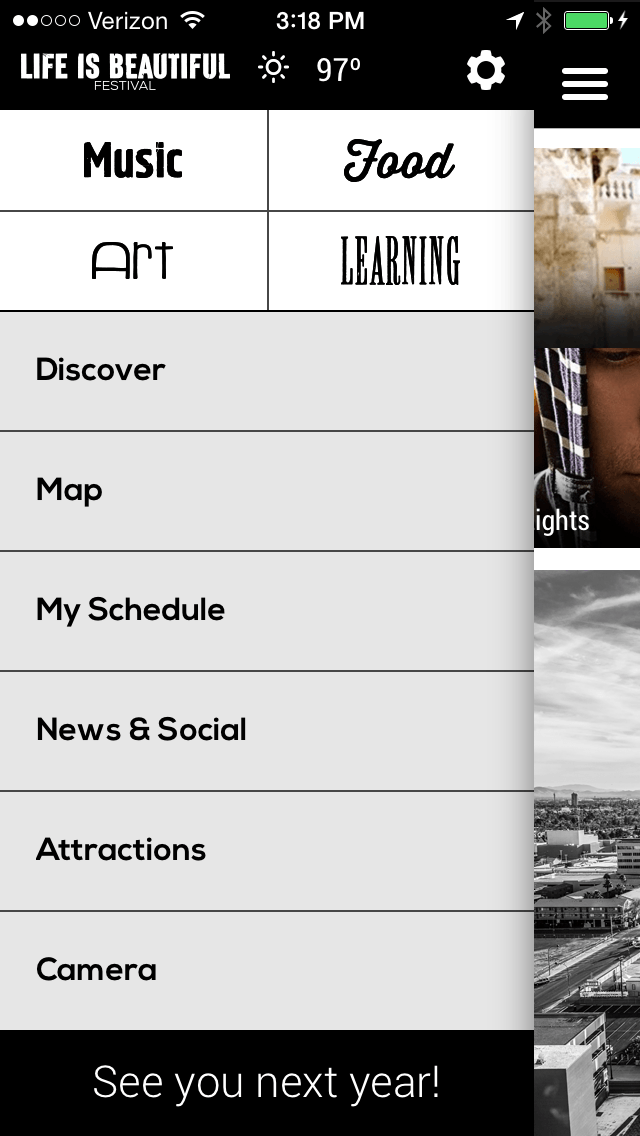 Verizon 3:18 PM
LIFE IS BEAUTIFUL
FESTIVAL
97º
Music Food
Art LEARNING
Discover
Map
My Schedule
News & Social
Attractions
Camera
ights
See you next year!